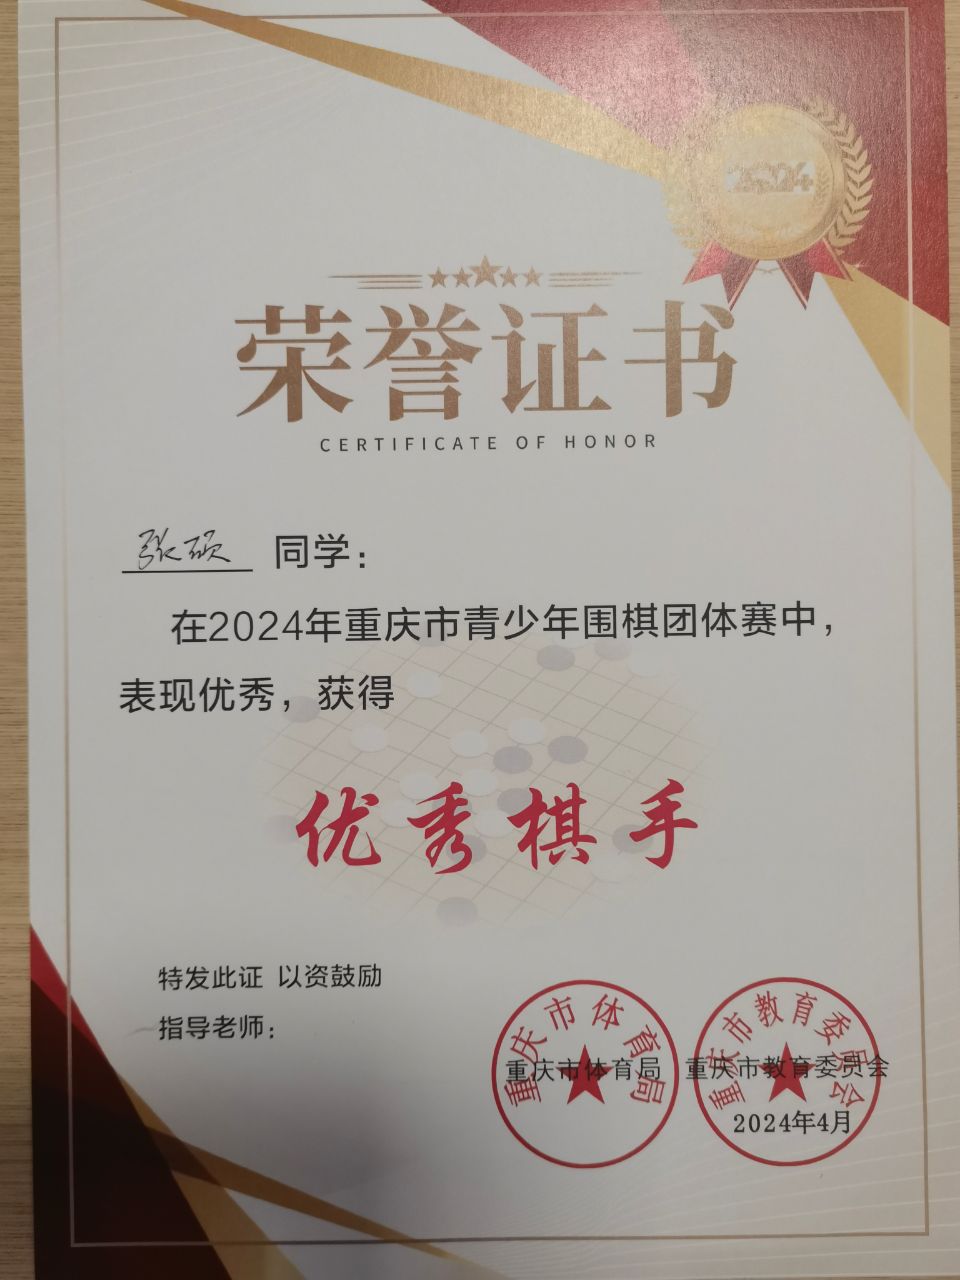 2024
荣誉证书
CERTIFICATE OF HONOR
张硕 同学：
在2024年重庆市青少年围棋团体赛中，
表现优秀，获得
优秀棋手
特发此证 以资鼓励
指导老师：
重庆市体育局
重庆市教育委员会
重庆市体育局 重庆市教育委员会
2024年4月